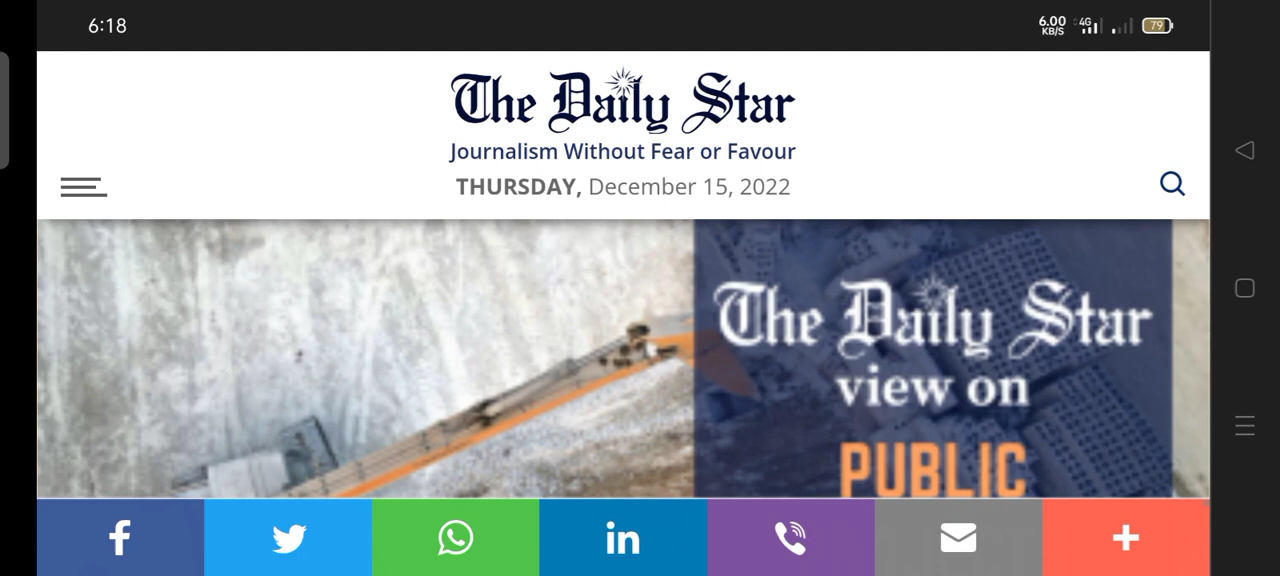 6:18
6.00
KB/S
4G
79
The Daily Star
Journalism Without Fear or Favour
THURSDAY, December 15, 2022
The Daily Star
view on
PUBLIC
f
in